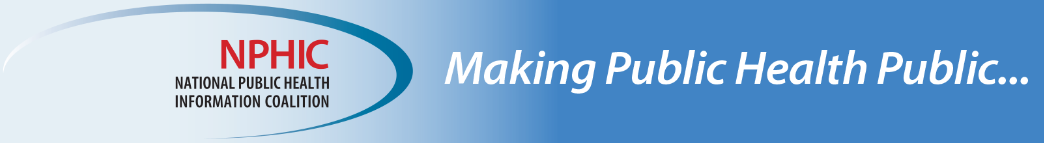 NPHIC
NATIONAL PUBLIC HEALTH
INFORMATION COALITION
Making Public Health Public...